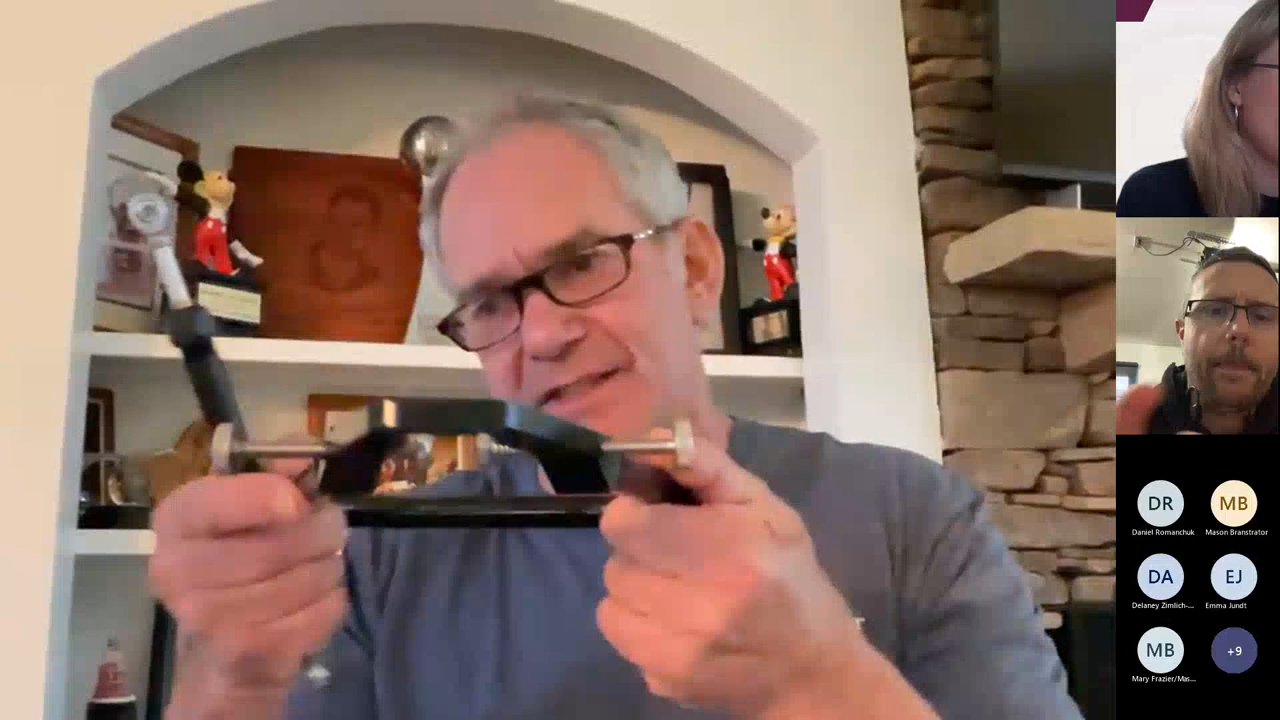 DR
MB
Daniel Romanchuk
Mason Branstrator
DA
EJ
Delaney Zimlich-...
Emma Jundt
MB
+9
Mary Frazier/Mas...